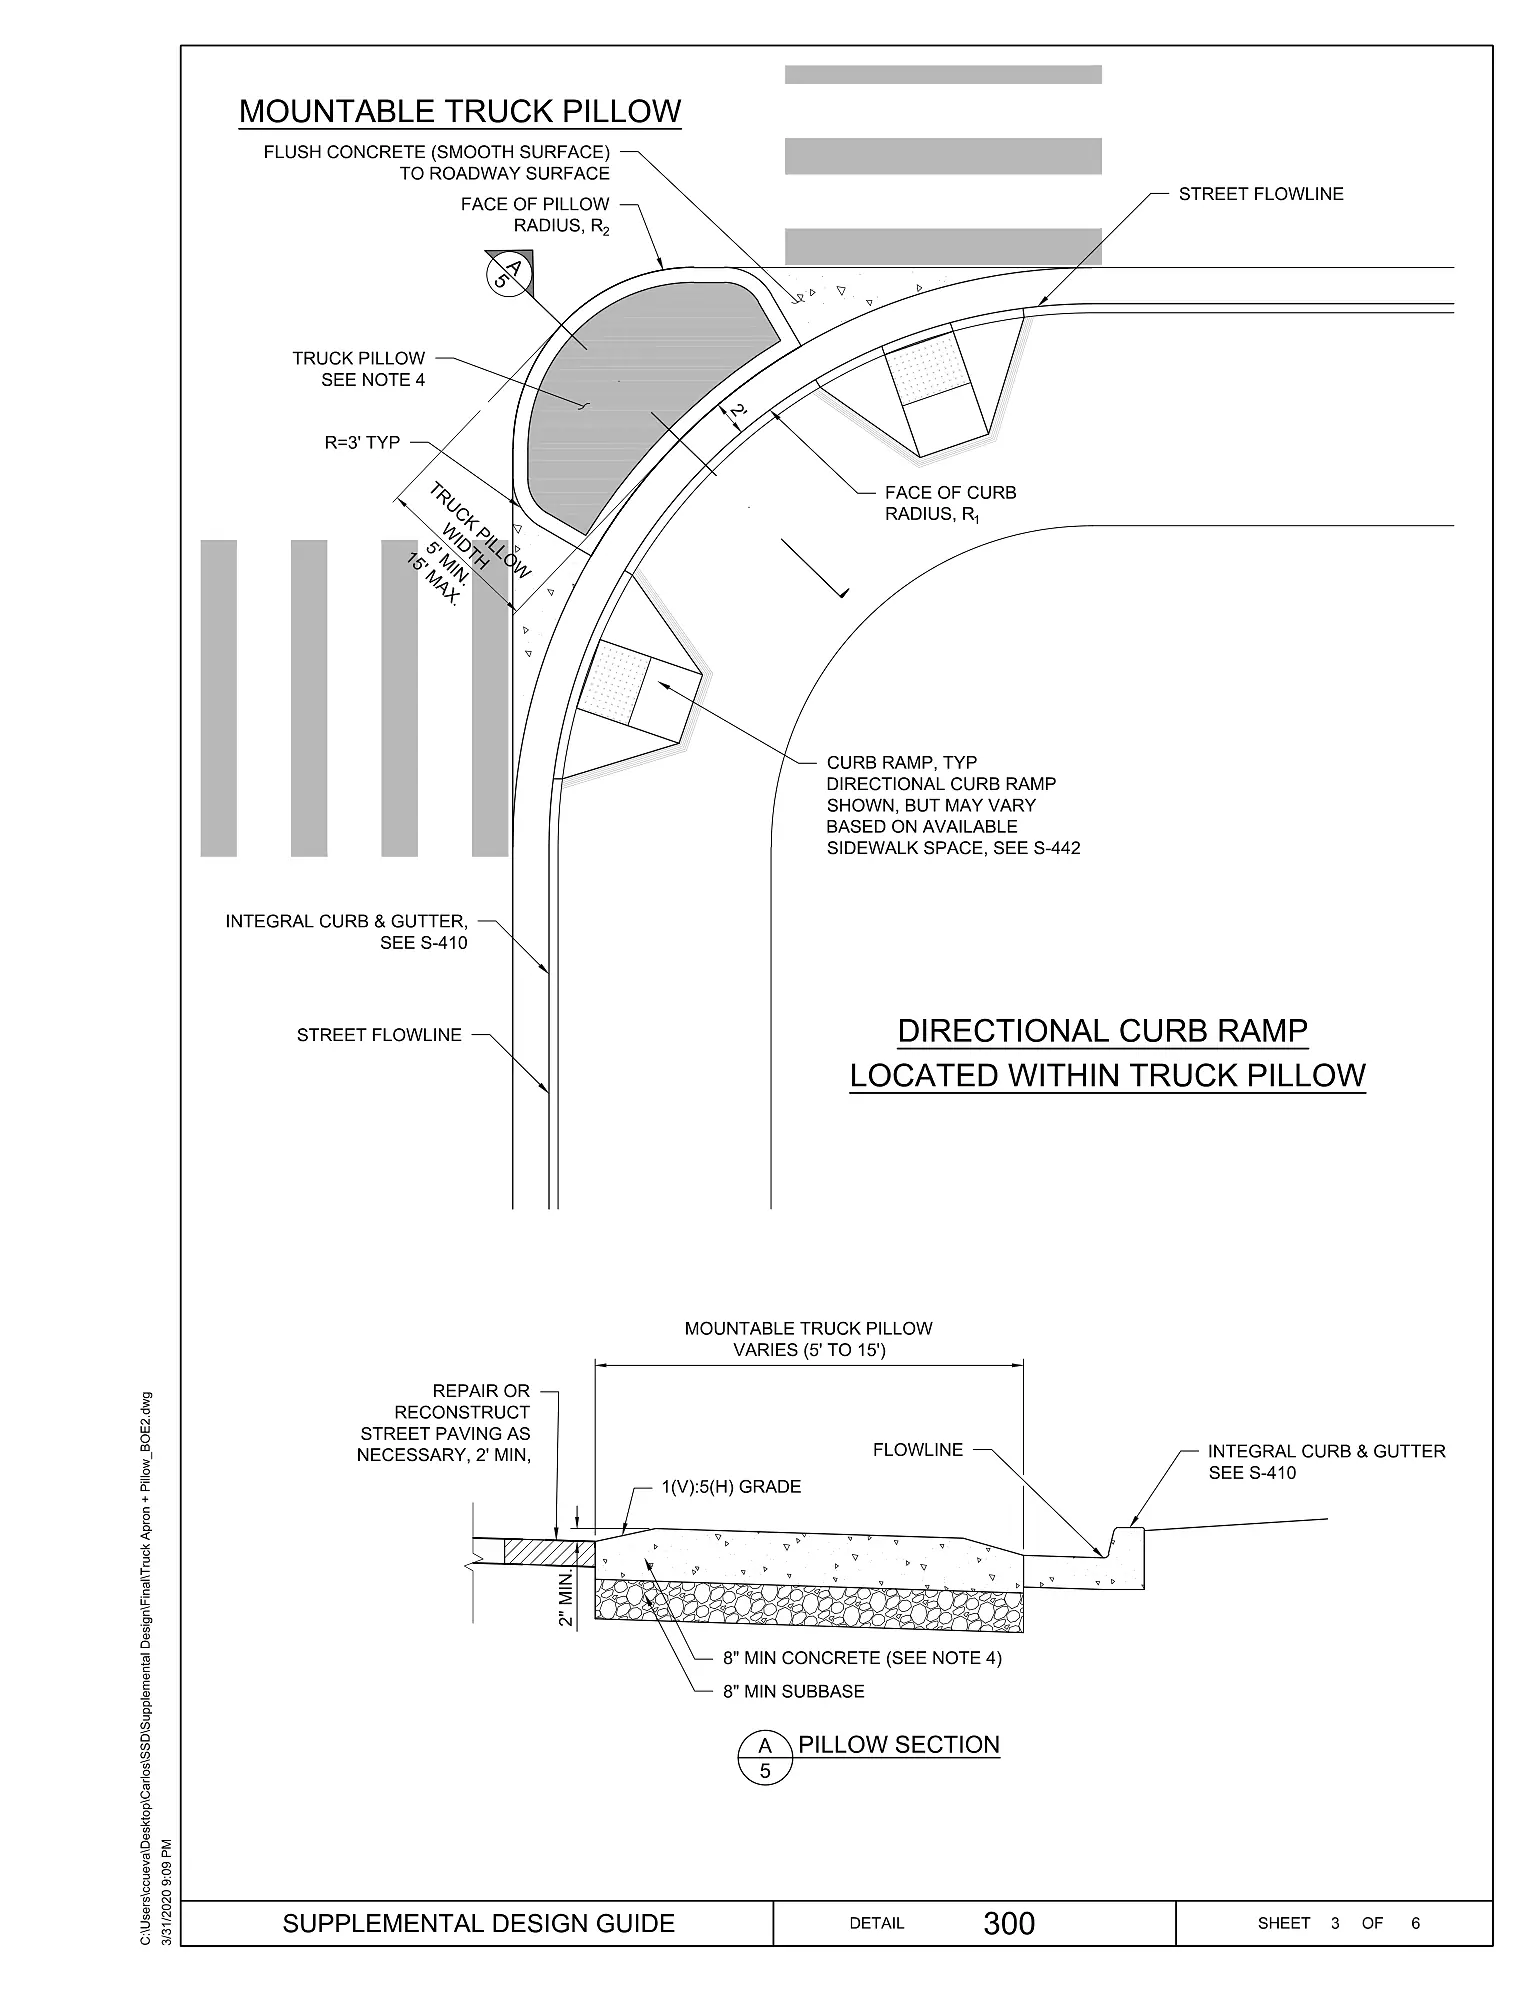 MOUNTABLE TRUCK PILLOW
FLUSH CONCRETE (SMOOTH SURFACE)
TO ROADWAY SURFACE
FACE OF PILLOW
RADIUS, R2
STREET FLOWLINE
A
5
TRUCK PILLOW
SEE NOTE 4
R=3' TYP
2'
TRUCK PILLOW
WIDTH
5' MIN.
15' MAX.
FACE OF CURB
RADIUS, R1
CURB RAMP, TYP
DIRECTIONAL CURB RAMP
SHOWN, BUT MAY VARY
BASED ON AVAILABLE
SIDEWALK SPACE, SEE S-442
INTEGRAL CURB & GUTTER,
SEE S-410
STREET FLOWLINE
DIRECTIONAL CURB RAMP
LOCATED WITHIN TRUCK PILLOW
MOUNTABLE TRUCK PILLOW
VARIES (5' TO 15')
REPAIR OR
RECONSTRUCT
STREET PAVING AS
NECESSARY, 2' MIN,
1(V):5(H) GRADE
FLOWLINE
INTEGRAL CURB & GUTTER
SEE S-410
2" MIN.
8" MIN CONCRETE (SEE NOTE 4)
8" MIN SUBBASE
A
5
PILLOW SECTION
C:\Users\ccueva\Desktop\Carlos\SSD\Supplemental Design\Final\Truck Apron + Pillow_BOE2.dwg
3/31/2020 9:09 PM
SUPPLEMENTAL DESIGN GUIDE
DETAIL 300
SHEET 3 OF 6